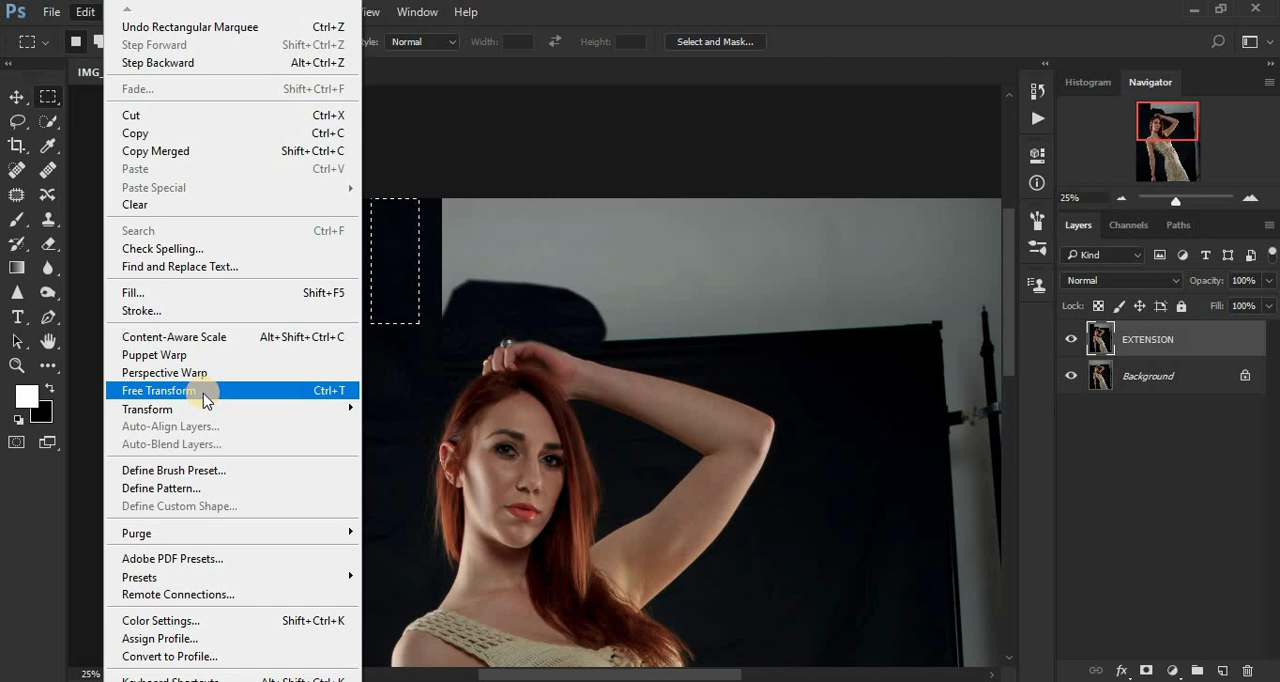 Ps File Edit View Window Help
Normal Width: Height: Select and Mask...
IMG_
Undo Rectangular Marquee Ctrl+Z
Step Forward Shift+Ctrl+Z
Step Backward Alt+Ctrl+Z
Fade... Shift+Ctrl+F
Cut Ctrl+X
Copy Ctrl+C
Copy Merged Shift+Ctrl+C
Paste Ctrl+V
Paste Special
Clear
Search Ctrl+F
Check Spelling...
Find and Replace Text...
Fill... Shift+F5
Stroke...
Content-Aware Scale Alt+Shift+Ctrl+C
Puppet Warp
Perspective Warp
Free Transform Ctrl+T
Transform
Auto-Align Layers...
Auto-Blend Layers...
Define Brush Preset...
Define Pattern...
Define Custom Shape...
Purge
Adobe PDF Presets...
Presets
Remote Connections...
Color Settings... Shift+Ctrl+K
Assign Profile...
Convert to Profile...
25%
Histogram Navigator
25%
Layers Channels Paths
Kind
Normal Opacity: 100%
Lock: Fill: 100%
EXTENSION
Background